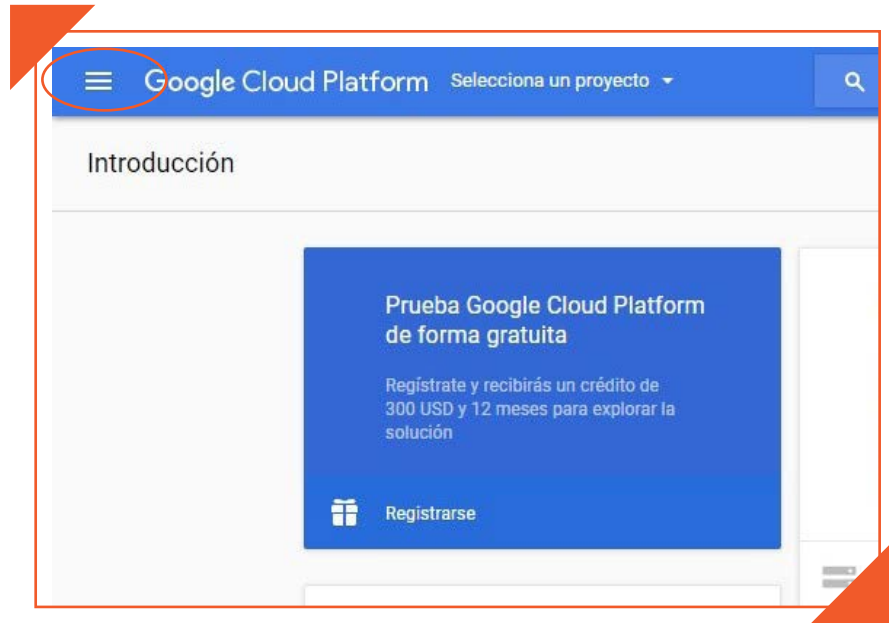 Google Cloud Platform Selecciona un proyecto
Introducción
Prueba Google Cloud Platform
de forma gratuita
Regístrate y recibirás un crédito de
300 USD y 12 meses para explorar la
solución
Registrarse